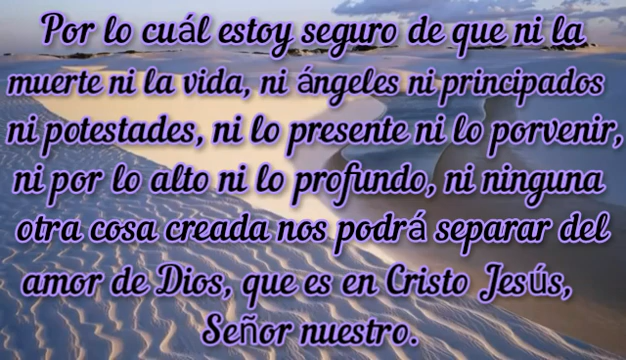 Por lo cuál estoy seguro de que ni la
muerte ni la vida, ni ángeles ni principados
ni potestades, ni lo presente ni lo porvenir,
ni por lo alto ni lo profundo, ni ninguna
otra cosa creada nos podrá separar del
amor de Dios, que es en Cristo Jesús,
Señor nuestro.